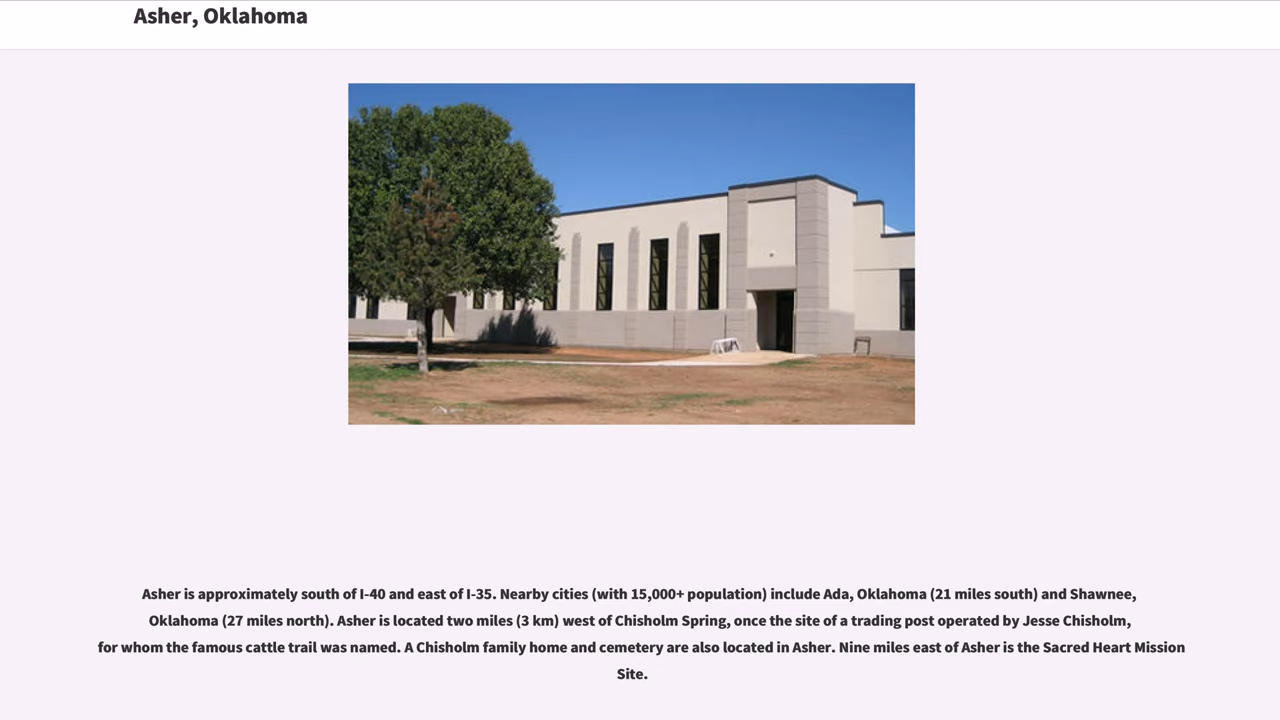 Asher, Oklahoma
Asher is approximately south of I-40 and east of I-35. Nearby cities (with 15,000+ population) include Ada, Oklahoma (21 miles south) and Shawnee,
Oklahoma (27 miles north). Asher is located two miles (3 km) west of Chisholm Spring, once the site of a trading post operated by Jesse Chisholm,
for whom the famous cattle trail was named. A Chisholm family home and cemetery are also located in Asher. Nine miles east of Asher is the Sacred Heart Mission
Site.